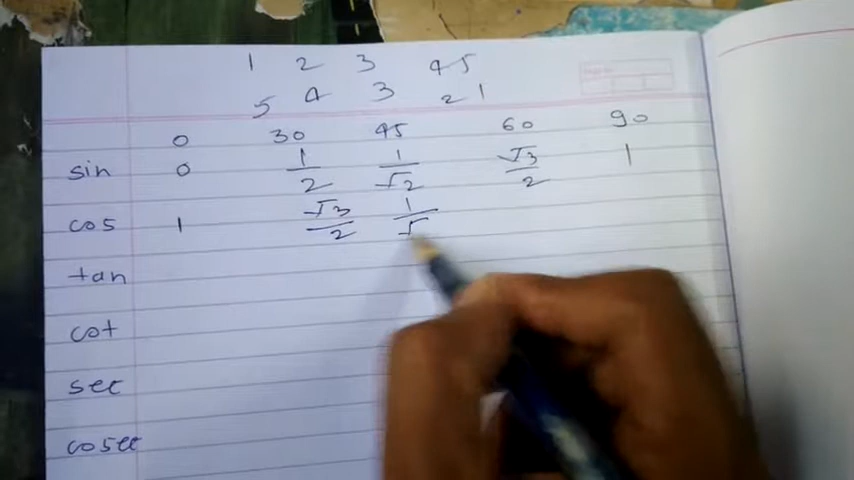 1 2 3 4 5
5 4 3 2 1
0 30 45 60 90
sin 0 1/2 1/√2 √3/2 1
cos 1 √3/2 1/√
tan
cot
sec
cosec